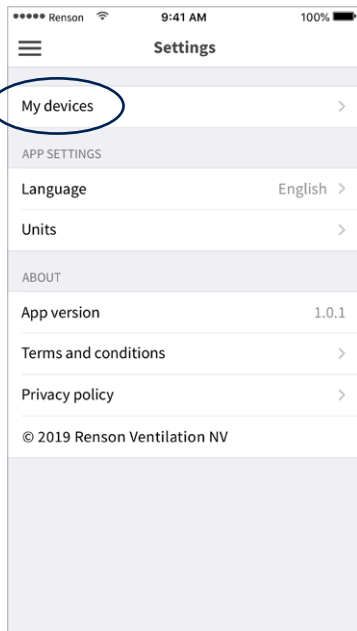 Renson 9:41 AM 100%
Settings
My devices
APP SETTINGS
Language English
Units
ABOUT
App version 1.0.1
Terms and conditions
Privacy policy
© 2019 Renson Ventilation NV